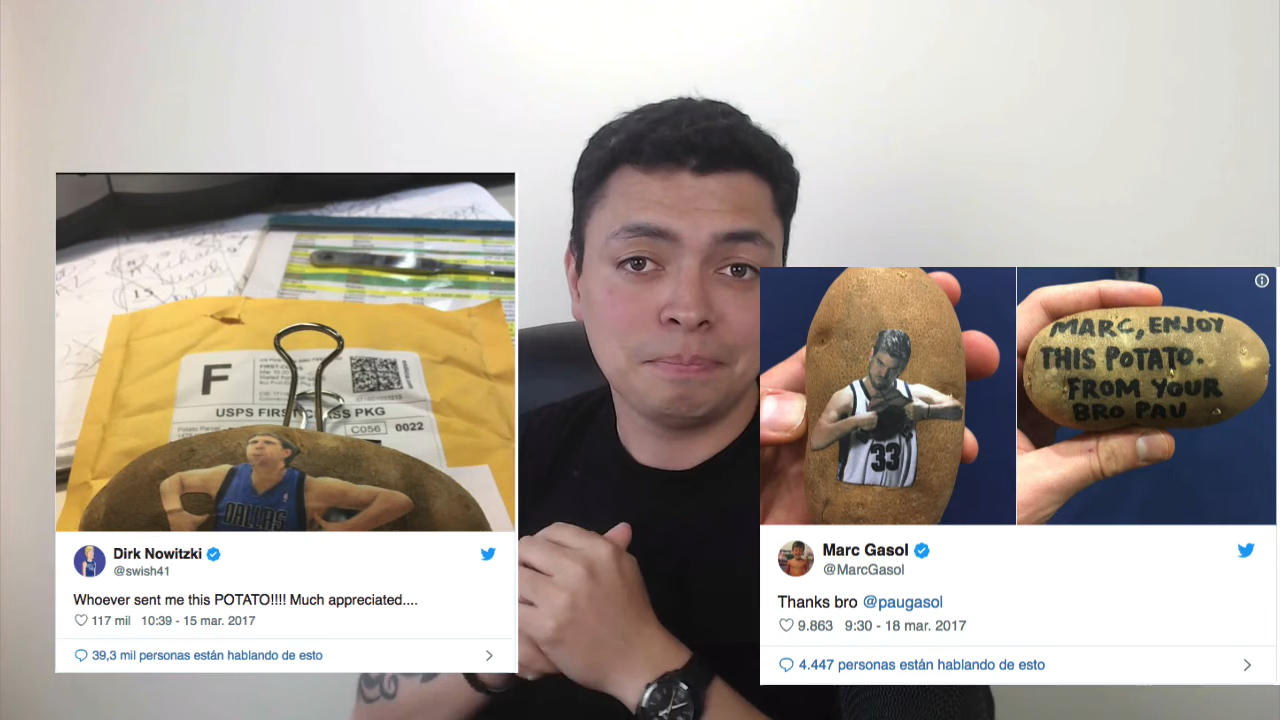 F
USPS FIRST-CLASS PKG
C056
0022
DALLAS
Dirk Nowitzki
@swish41
Whoever sent me this POTATO!!!! Much appreciated....
117 mil 10:39 - 15 mar. 2017
39,3 mil personas están hablando de esto
33
MARC, ENJOY
THIS POTATO.
FROM YOUR
BRO PAU
Marc Gasol
@MarcGasol
Thanks bro @paugasol
9.863 9:30 - 18 mar. 2017
4.447 personas están hablando de esto